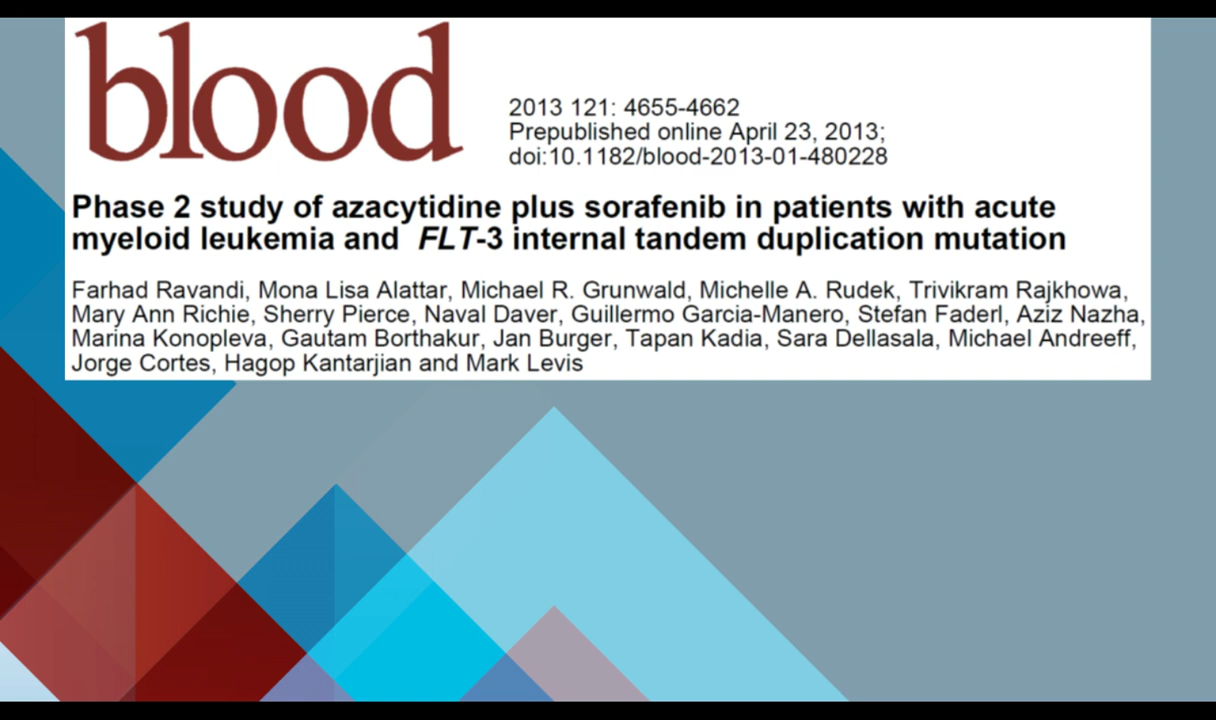 blood
2013 121: 4655-4662
Prepublished online April 23, 2013;
doi:10.1182/blood-2013-01-480228
Phase 2 study of azacytidine plus sorafenib in patients with acute
myeloid leukemia and FLT-3 internal tandem duplication mutation
Farhad Ravandi, Mona Lisa Alattar, Michael R. Grunwald, Michelle A. Rudek, Trivikram Rajkhowa,
Mary Ann Richie, Sherry Pierce, Naval Daver, Guillermo Garcia-Manero, Stefan Faderl, Aziz Nazha,
Marina Konopleva, Gautam Borthakur, Jan Burger, Tapan Kadia, Sara Dellasala, Michael Andreeff,
Jorge Cortes, Hagop Kantarjian and Mark Levis